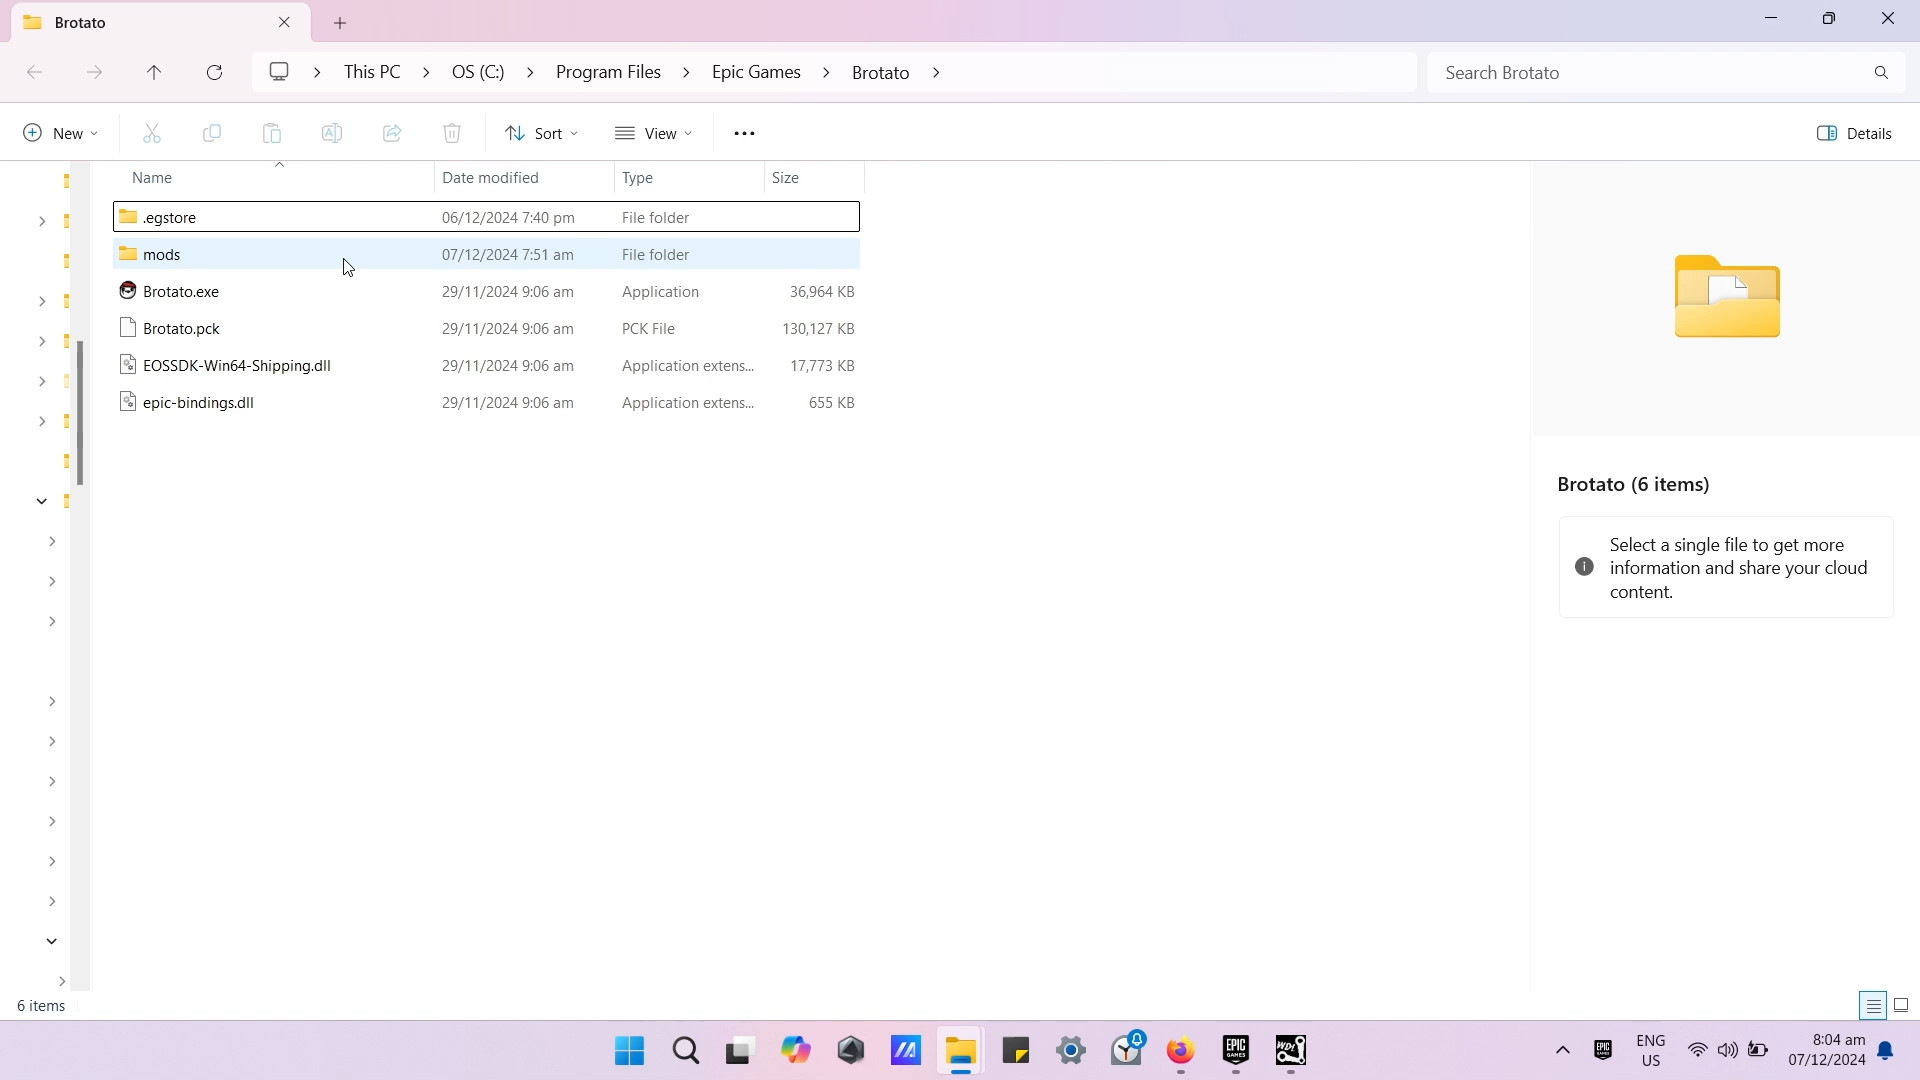 Brotato
This PC > OS (C:) > Program Files > Epic Games > Brotato >
Search Brotato
New Sort View ... Details
Name Date modified Type Size
.egstore 06/12/2024 7:40 pm File folder
mods 07/12/2024 7:51 am File folder
Brotato.exe 29/11/2024 9:06 am Application 36,964 KB
Brotato.pck 29/11/2024 9:06 am PCK File 130,127 KB
EOSSDK-Win64-Shipping.dll 29/11/2024 9:06 am Application extens... 17,773 KB
epic-bindings.dll 29/11/2024 9:06 am Application extens... 655 KB
Brotato (6 items)
Select a single file to get more
information and share your cloud
content.
6 items
EPIC GAMES
WD!
EPIC GAMES
ENG
US
8:04 am
07/12/2024